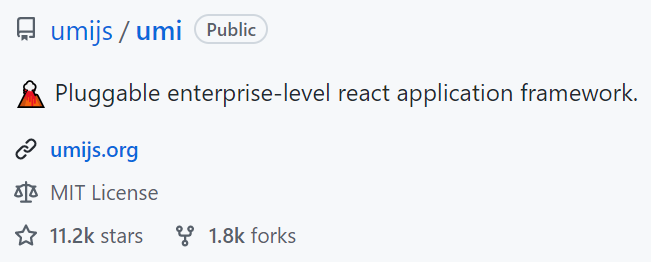 umijs / umi Public
🌋 Pluggable enterprise-level react application framework.
umijs.org
MIT License
11.2k stars 1.8k forks